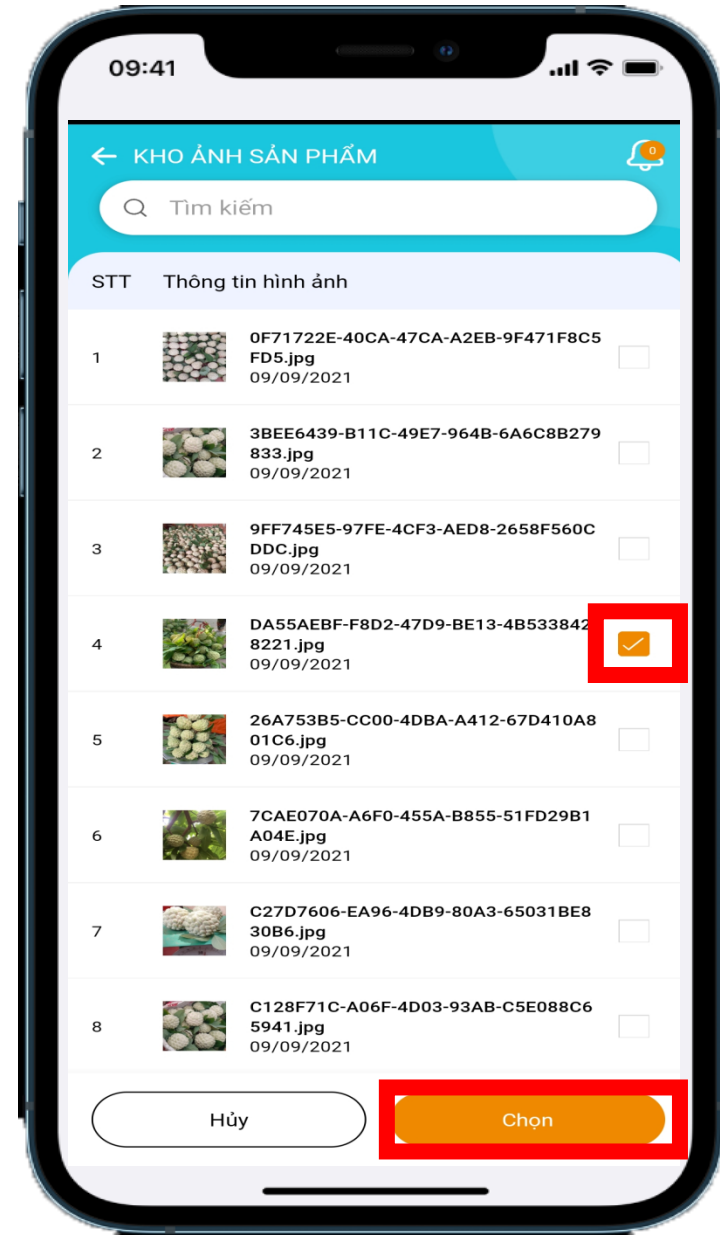 09:41
KHO ẢNH SẢN PHẨM
0
Tìm kiếm
STT Thông tin hình ảnh
1
0F71722E-40CA-47CA-A2EB-9F471F8C5
FD5.jpg
09/09/2021
2
3BEE6439-B11C-49E7-964B-6A6C8B279
833.jpg
09/09/2021
3
9FF745E5-97FE-4CF3-AED8-2658F560C
DDC.jpg
09/09/2021
4
DA55AEBF-F8D2-47D9-BE13-4B533842
8221.jpg
09/09/2021
5
26A753B5-CC00-4DBA-A412-67D410A8
01C6.jpg
09/09/2021
6
7CAE070A-A6F0-455A-B855-51FD29B1
A04E.jpg
09/09/2021
7
C27D7606-EA96-4DB9-80A3-65031BE8
30B6.jpg
09/09/2021
8
C128F71C-A06F-4D03-93AB-C5E088C6
5941.jpg
09/09/2021
Hủy
Chọn